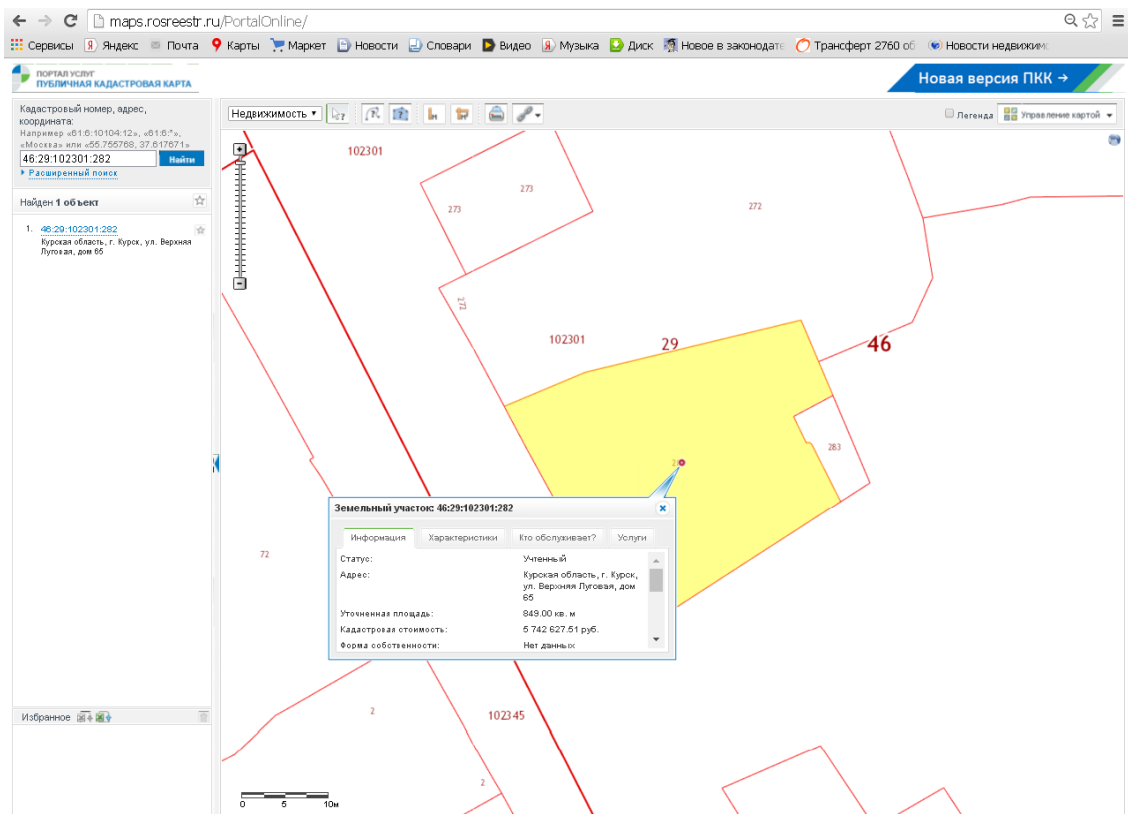 maps.rosreestr.ru/PortalOnline/
Сервисы Яндекс Почта Карты Маркет Новости Словари Видео Музыка Диск Новое в законодате Трансферт 2760 об Новости недвижимо
ПОРТАЛ УСЛУГ
ПУБЛИЧНАЯ КАДАСТРОВАЯ КАРТА
Новая версия ПКК →
Кадастровый номер, адрес,
координата:
Например «61:6:10104:12», «61:6:*»,
«Москва» или «55.755768, 37.617671»
46:29:102301:282 Найти
Расширенный поиск
Найден 1 объект
1. 46:29:102301:282
Курская область, г. Курск, ул. Верхняя
Луговая, дом 65
Избранное
Недвижимость
Легенда Управление картой
102301
273
273
272
272
102301
29
46
283
72
Земельный участок: 46:29:102301:282
Информация Характеристики Кто обслуживает? Услуги
Статус: Учтенный
Адрес: Курская область, г. Курск,
ул. Верхняя Луговая, дом
65
Уточненная площадь: 849.00 кв. м
Кадастровая стоимость: 5 742 627.51 руб.
Форма собственности: Нет данных
2
102345
2
0 5 10м